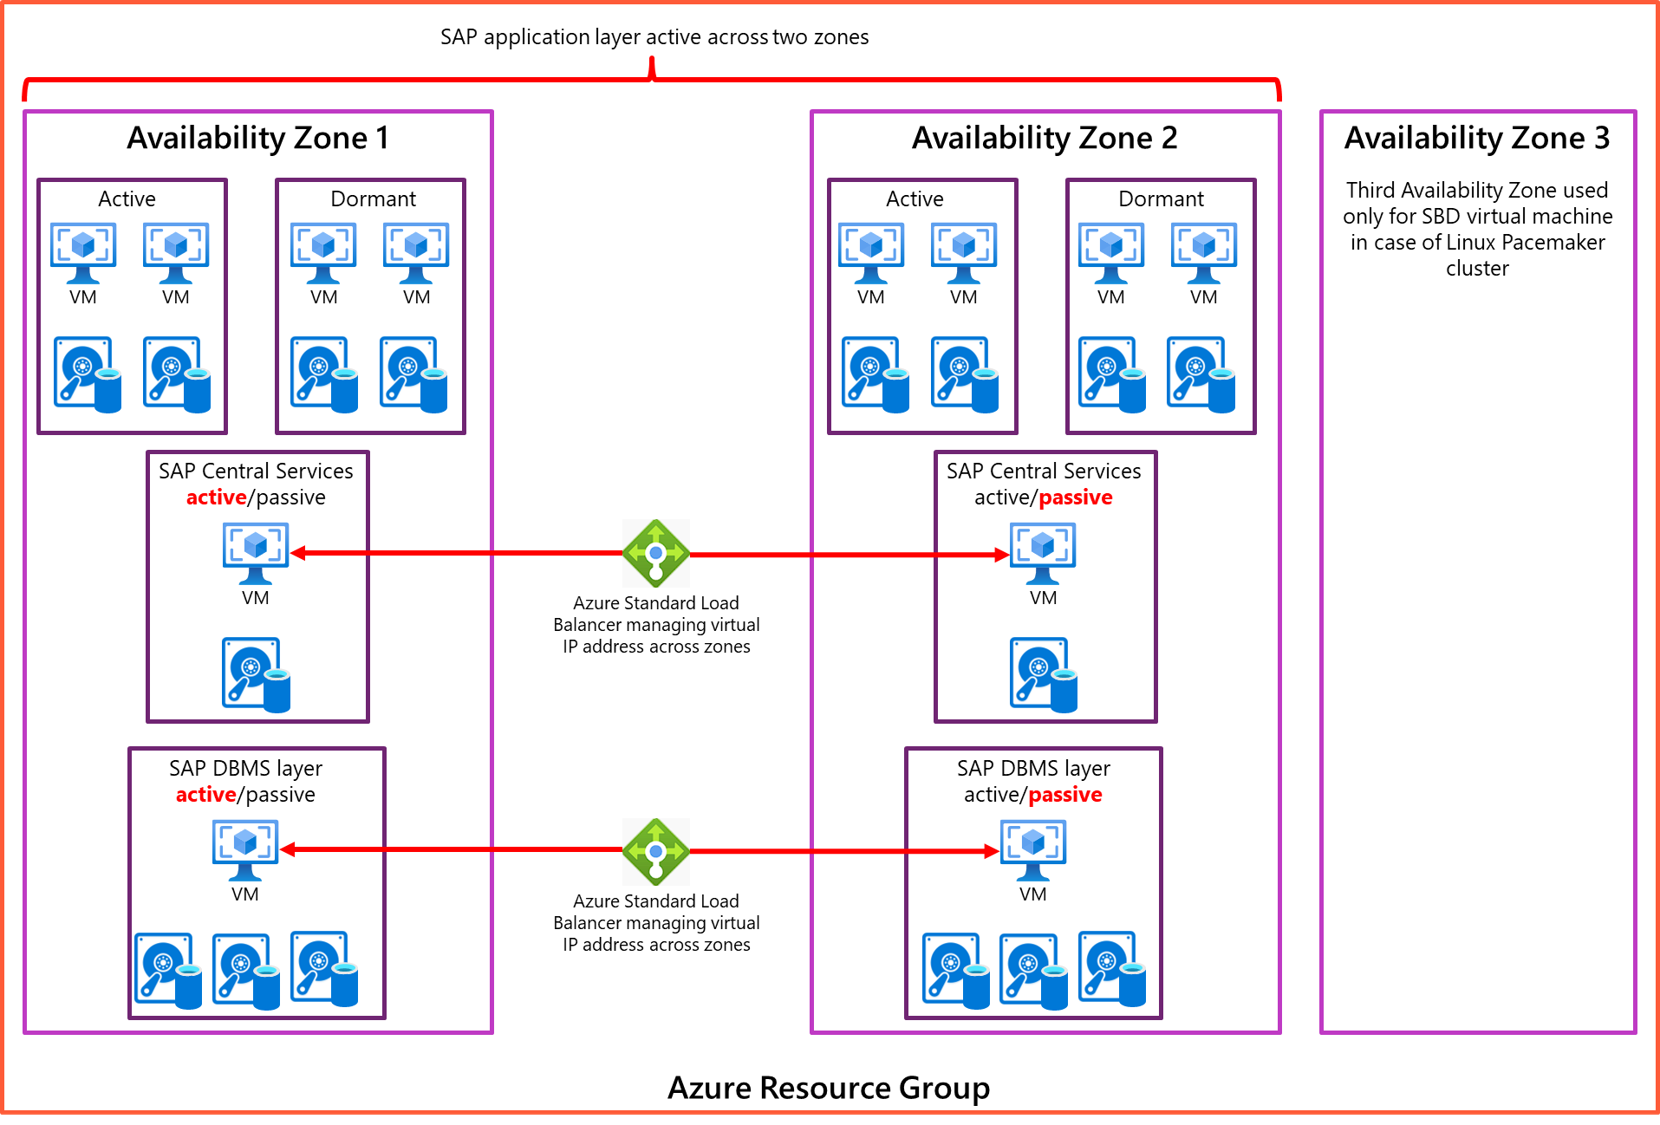 SAP application layer active across two zones
Availability Zone 1
Active
VM
VM
Dormant
VM
VM
SAP Central Services
active/passive
VM
SAP DBMS layer
active/passive
VM
Azure Standard Load
Balancer managing virtual
IP address across zones
Azure Standard Load
Balancer managing virtual
IP address across zones
Availability Zone 2
Active
VM
VM
Dormant
VM
VM
SAP Central Services
active/passive
VM
SAP DBMS layer
active/passive
VM
Availability Zone 3
Third Availability Zone used
only for SBD virtual machine
in case of Linux Pacemaker
cluster
Azure Resource Group